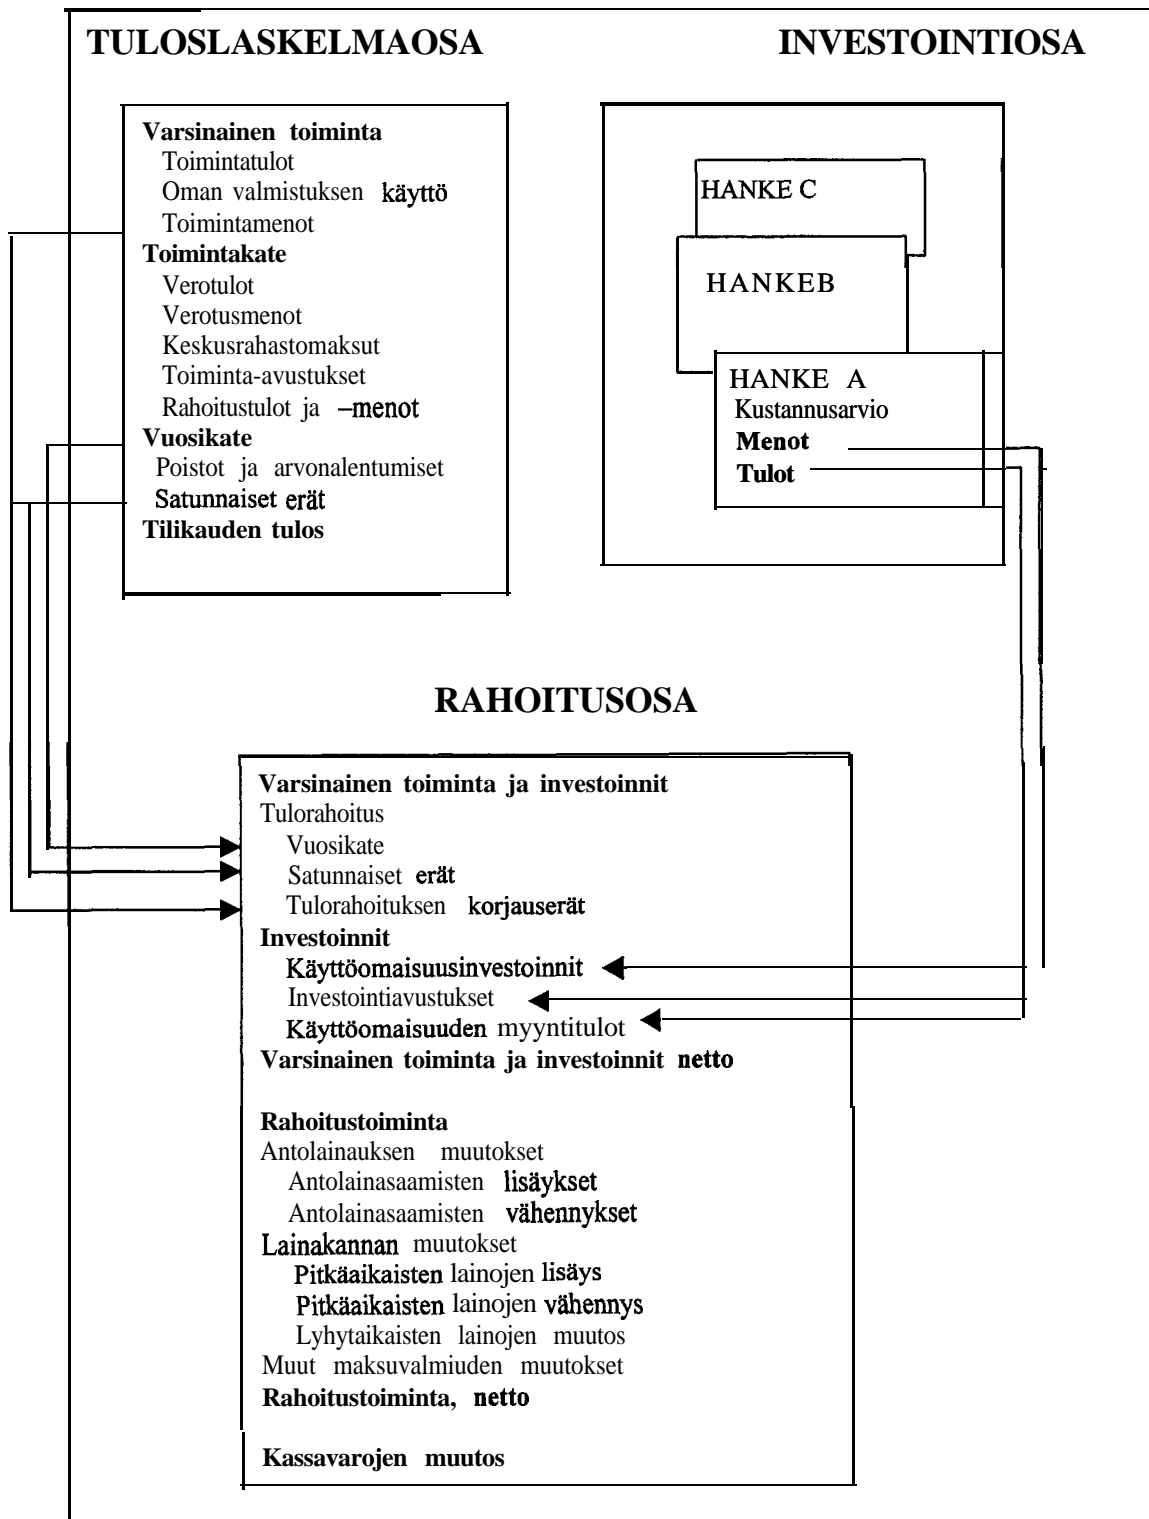 TULOSLASKELMAOSA
Varsinainen toiminta
Toimintatulot
Oman valmistuksen käyttö
Toimintamenot
Toimintakate
Verotulot
Verotusmenot
Keskusrahastomaksut
Toiminta-avustukset
Rahoitustulot ja –menot
Vuosikate
Poistot ja arvonalentumiset
Satunnaiset erät
Tilikauden tulos
INVESTOINTIOSA
HANKE C
HANKEB
HANKE A
Kustannusarvio
Menot
Tulot
RAHOITUSOSA
Varsinainen toiminta ja investoinnit
Tulorahoitus
Vuosikate
Satunnaiset erät
Tulorahoituksen korjauserät
Investoinnit
Käyttöomaisuusinvestoinnit
Investointiavustukset
Käyttöomaisuuden myyntitulot
Varsinainen toiminta ja investoinnit netto
Rahoitustoiminta
Antolainauksen muutokset
Antolainasaamisten lisäykset
Antolainasaamisten vähennykset
Lainakannan muutokset
Pitkäaikaisten lainojen lisäys
Pitkäaikaisten lainojen vähennys
Lyhytaikaisten lainojen muutos
Muut maksuvalmiuden muutokset
Rahoitustoiminta, netto
Kassavarojen muutos